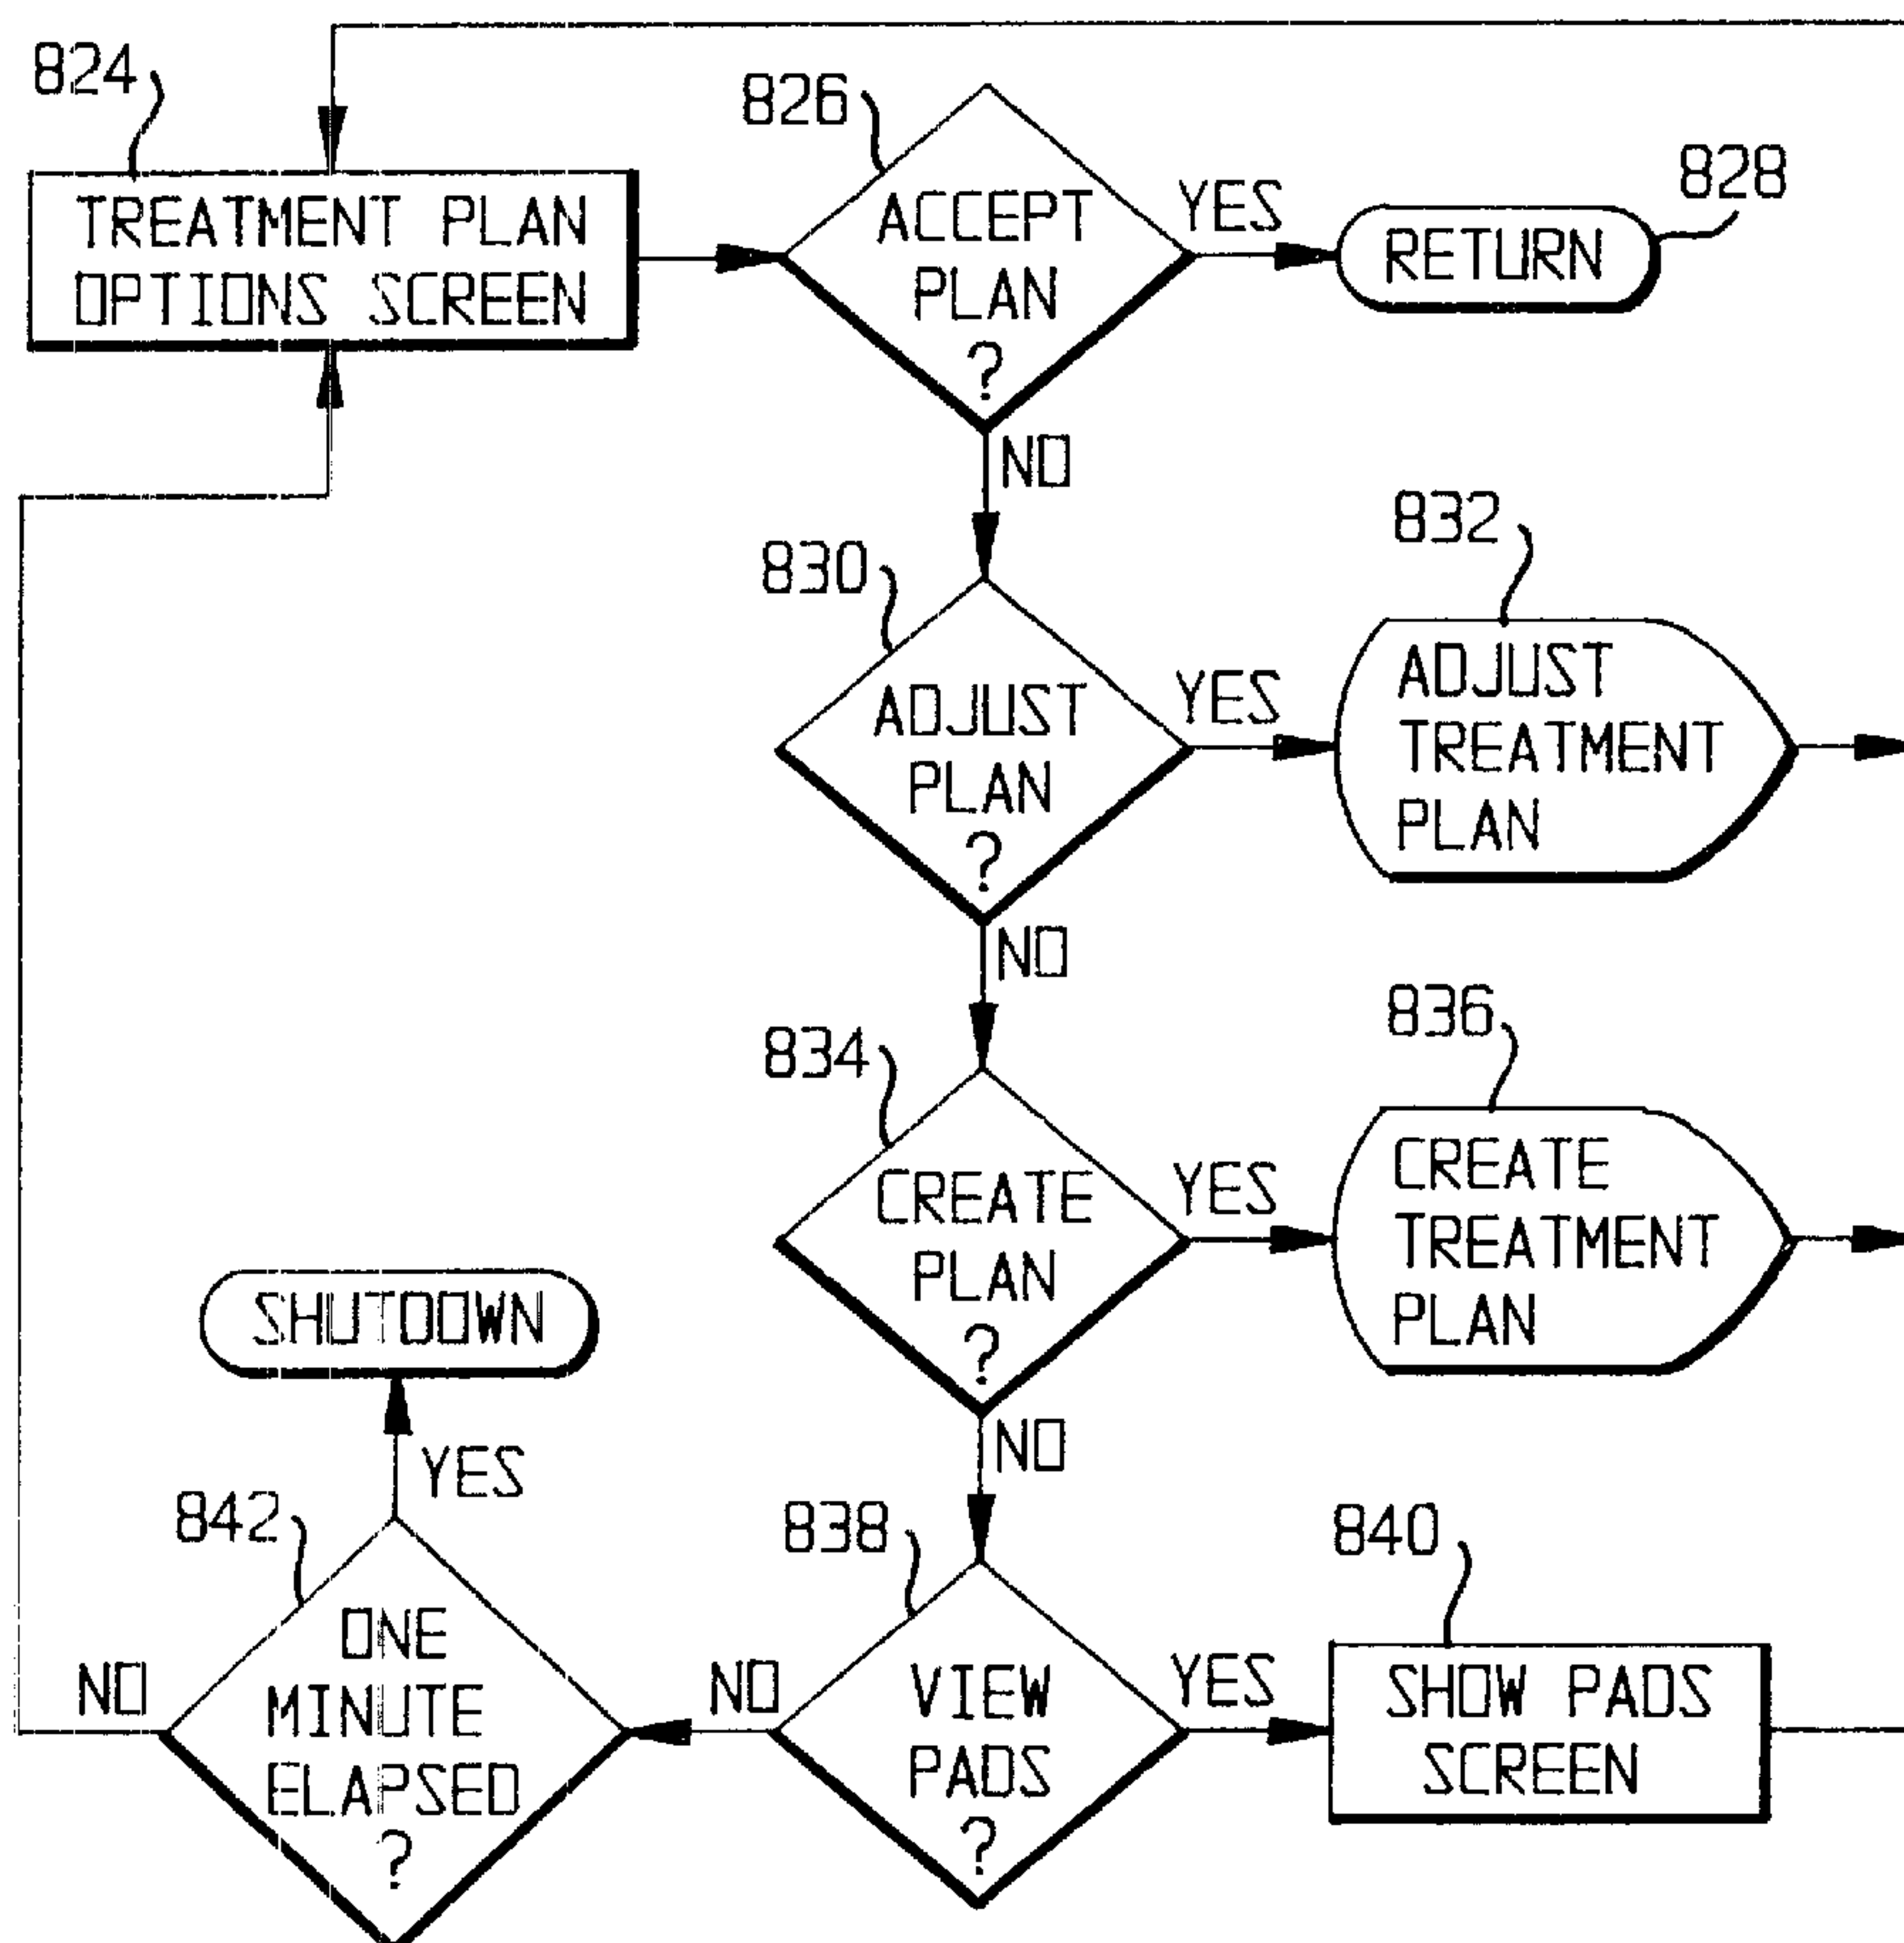 824
TREATMENT PLAN
OPTIONS SCREEN
826
ACCEPT
PLAN
?
YES
RETURN
828
NO
830
ADJUST
PLAN
?
YES
832
ADJUST
TREATMENT
PLAN
NO
834
CREATE
PLAN
?
YES
836
CREATE
TREATMENT
PLAN
NO
838
VIEW
PADS
?
YES
840
SHOW PADS
SCREEN
NO
842
ONE
MINUTE
ELAPSED
?
YES
SHUTDOWN
NO